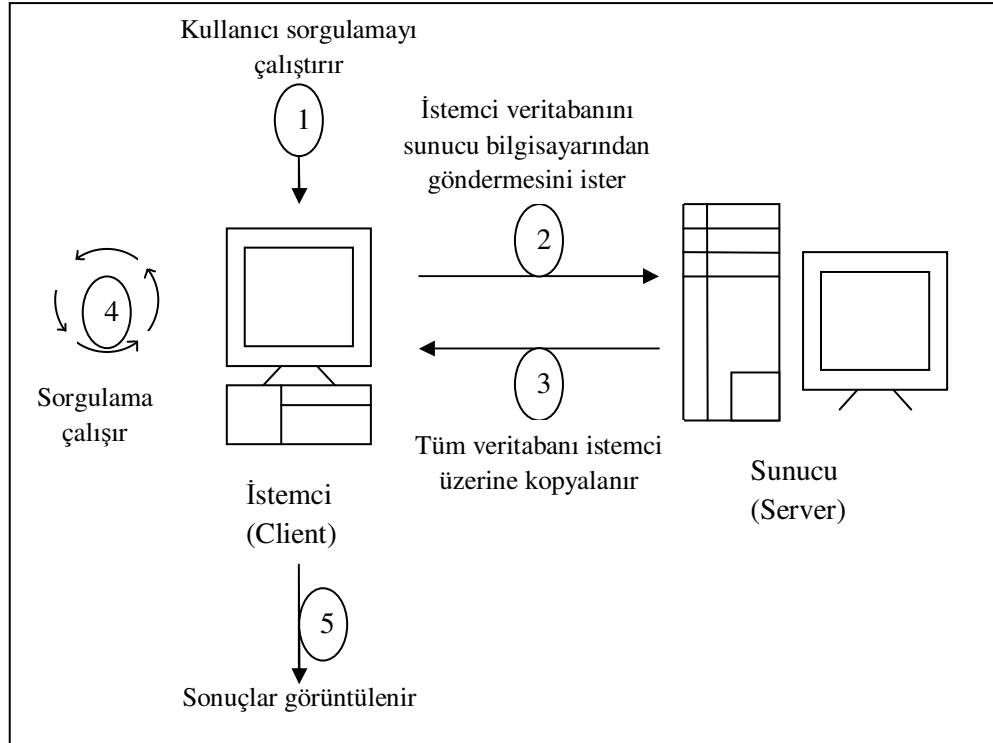 Kullanıcı sorgulamayı
çalıştırır
1
İstemci veritabanını
sunucu bilgisayarından
göndermesini ister
2
4
3
Sorgulama
çalışır
Tüm veritabanı istemci
üzerine kopyalanır
Sunucu
(Server)
İstemci
(Client)
5
Sonuçlar görüntülenir